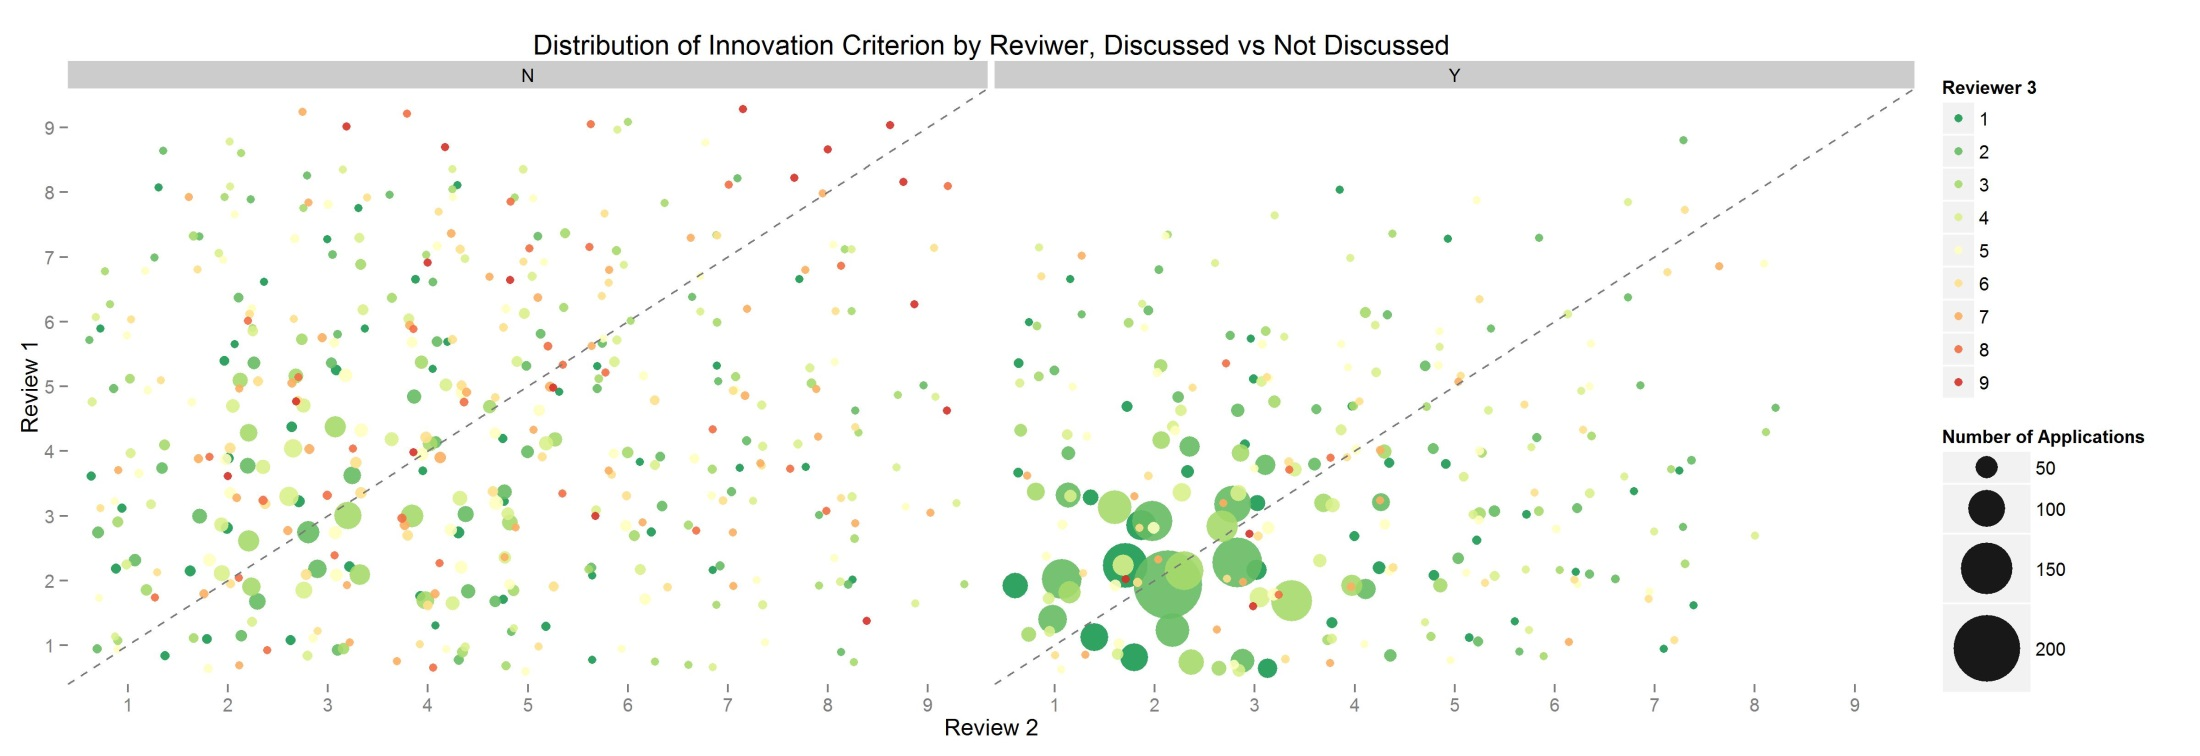 Distribution of Innovation Criterion by Reviwer, Discussed vs Not Discussed
N
Y
Review 1
9
8
7
6
5
4
3
2
1
1 2 3 4 5 6 7 8 9
1 2 3 4 5 6 7 8 9
Review 2
Reviewer 3
1
2
3
4
5
6
7
8
9
Number of Applications
50
100
150
200